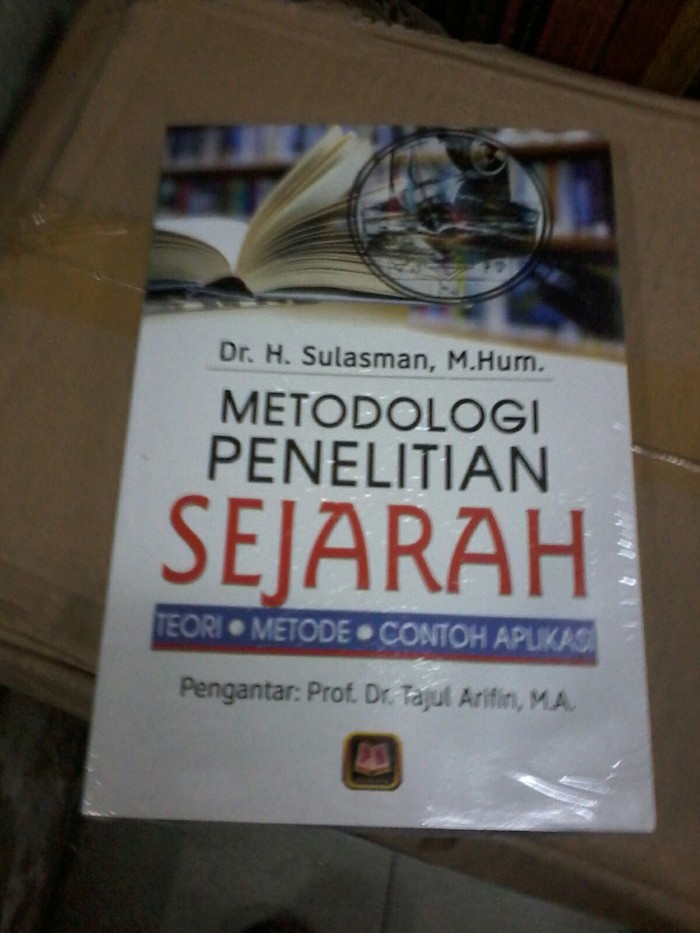 Dr. H. Sulasman, M.Hum.
METODOLOGI
PENELITIAN
SEJARAH
TEORI • METODE • CONTOH APLIKASI
Pengantar: Prof. Dr. Tajul Arifin, M.A.